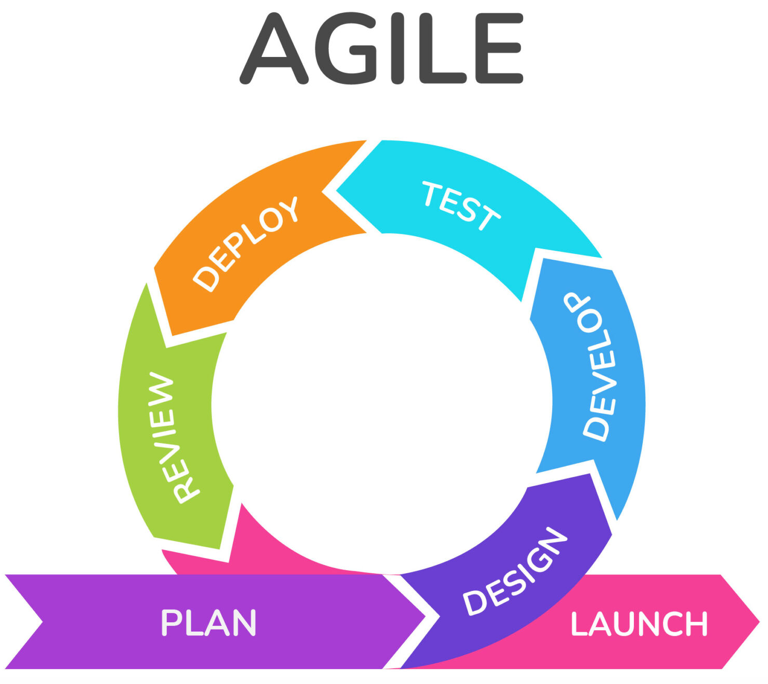 AGILE
PLAN
DESIGN
DEVELOP
TEST
DEPLOY
REVIEW
LAUNCH